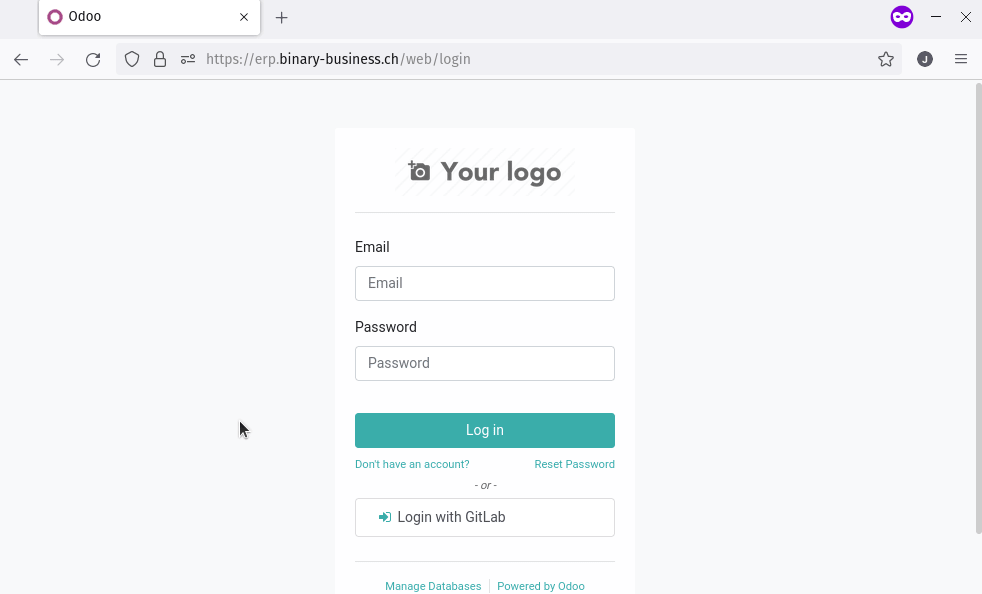 Odoo
https://erp.binary-business.ch/web/login
J
Your logo
Email
Email
Password
Password
Log in
Don't have an account? Reset Password
- or -
Login with GitLab
Manage Databases Powered by Odoo